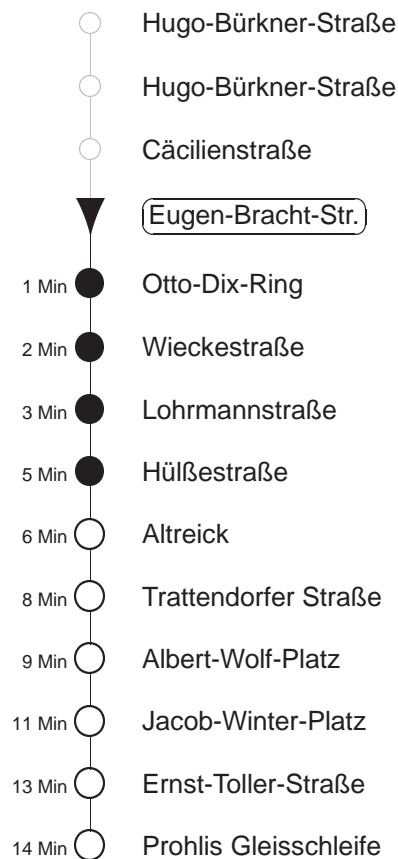 Hugo-Bürkner-Straße
Hugo-Bürkner-Straße
Cäcilienstraße
Eugen-Bracht-Str.
1 Min Otto-Dix-Ring
2 Min Wieckestraße
3 Min Lohrmannstraße
5 Min Hülßestraße
6 Min Altreick
8 Min Trattendorfer Straße
9 Min Albert-Wolf-Platz
11 Min Jacob-Winter-Platz
13 Min Ernst-Toller-Straße
14 Min Prohlis Gleisschleife